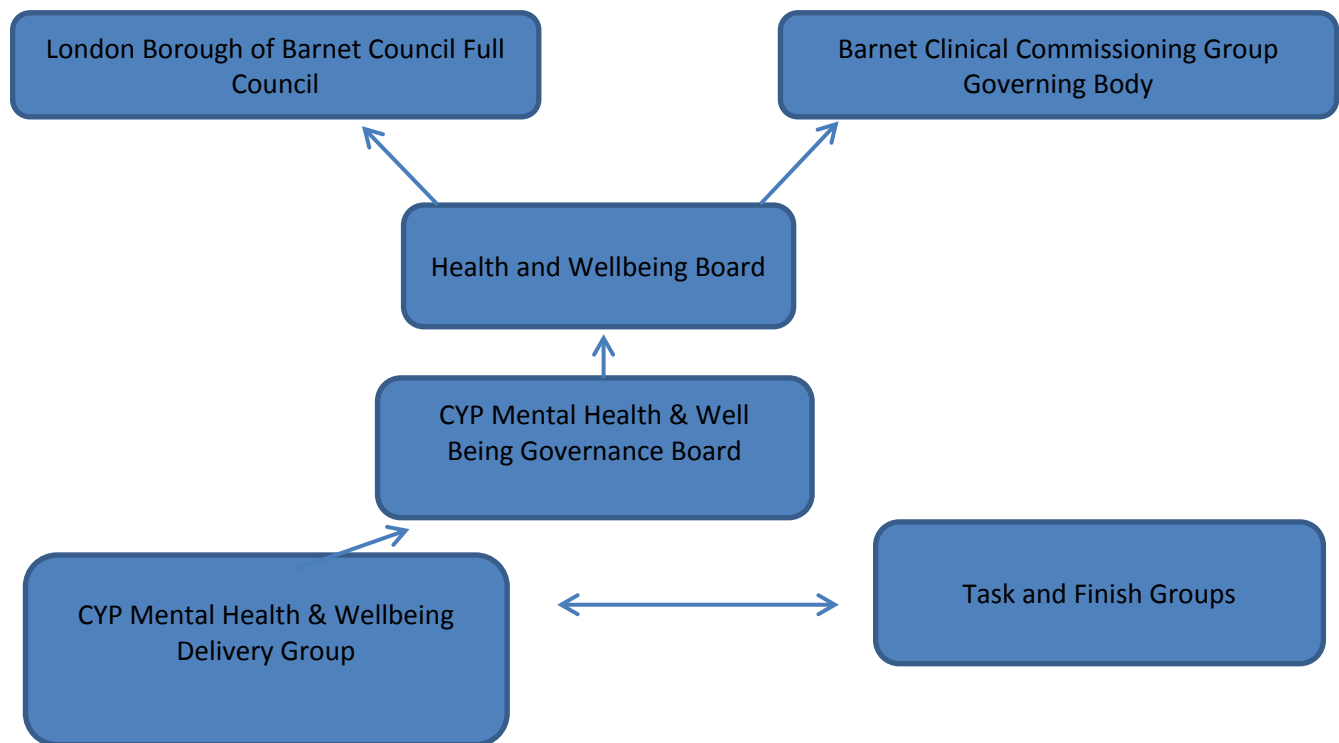 London Borough of Barnet Council Full
Council
Barnet Clinical Commissioning Group
Governing Body
Health and Wellbeing Board
CYP Mental Health & Well
Being Governance Board
CYP Mental Health & Wellbeing
Delivery Group
Task and Finish Groups